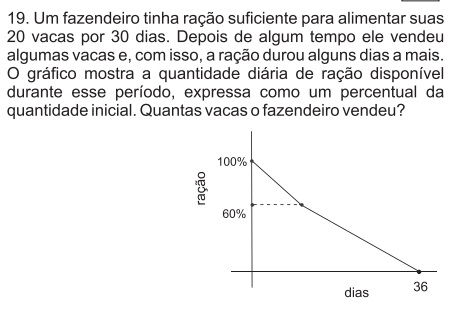 19. Um fazendeiro tinha ração suficiente para alimentar suas
20 vacas por 30 dias. Depois de algum tempo ele vendeu
algumas vacas e, com isso, a ração durou alguns dias a mais.
O gráfico mostra a quantidade diária de ração disponível
durante esse período, expressa como um percentual da
quantidade inicial. Quantas vacas o fazendeiro vendeu?
100%
ração
60%
dias
36